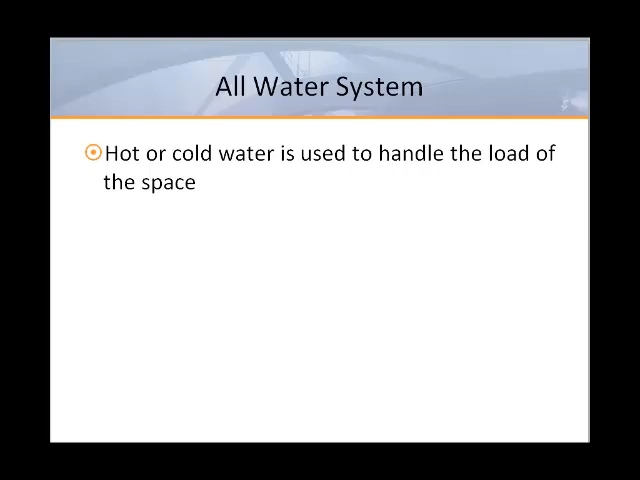 All Water System
Hot or cold water is used to handle the load of
the space